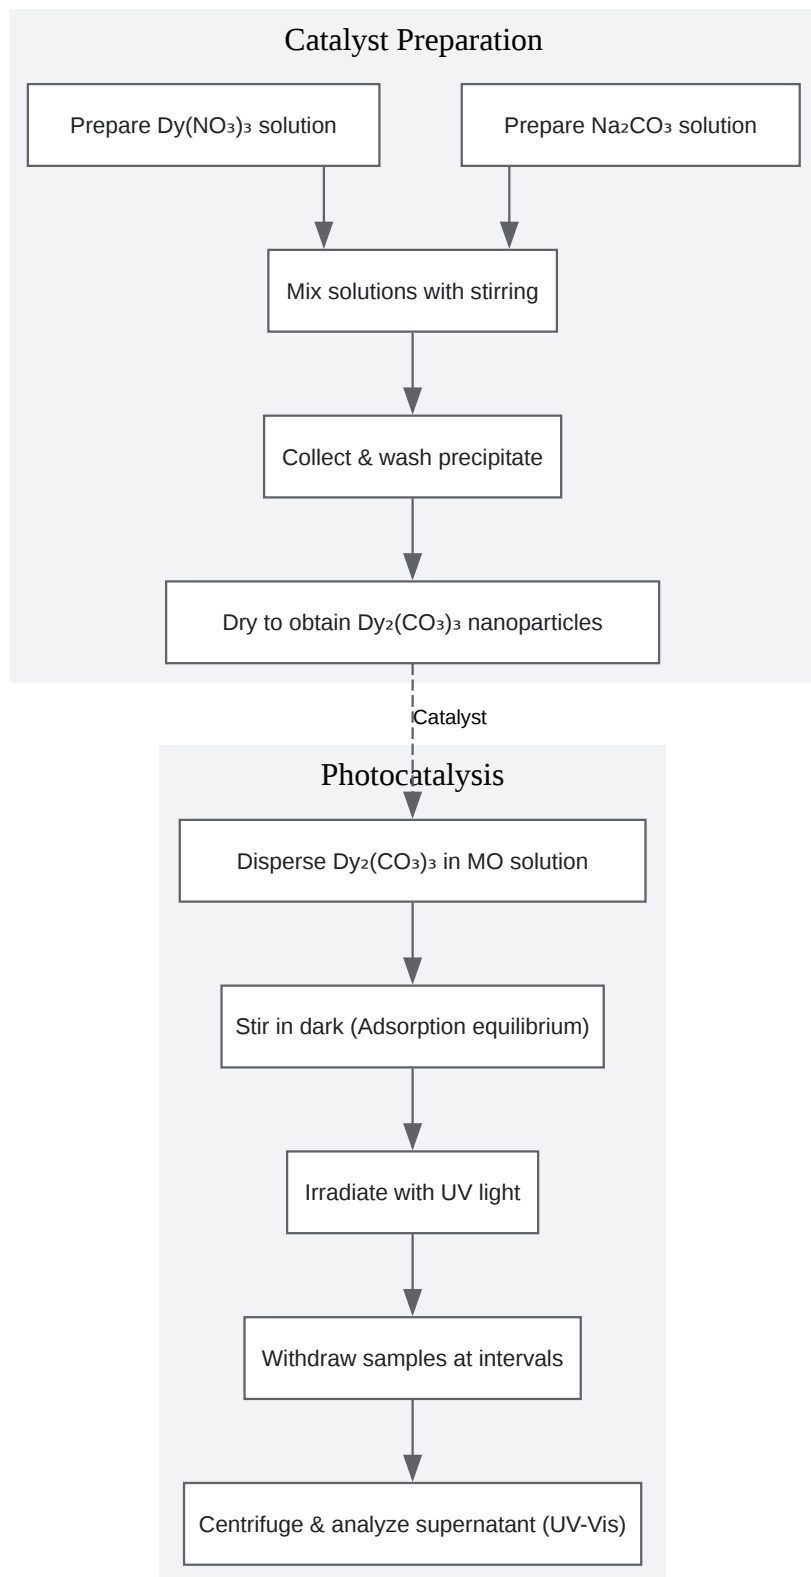 Catalyst Preparation
Prepare Dy(NO₃)₃ solution
Prepare Na₂CO₃ solution
Mix solutions with stirring
Collect & wash precipitate
Dry to obtain Dy₂(CO₃)₃ nanoparticles
Catalyst
Photocatalysis
Disperse Dy₂(CO₃)₃ in MO solution
Stir in dark (Adsorption equilibrium)
Irradiate with UV light
Withdraw samples at intervals
Centrifuge & analyze supernatant (UV-Vis)